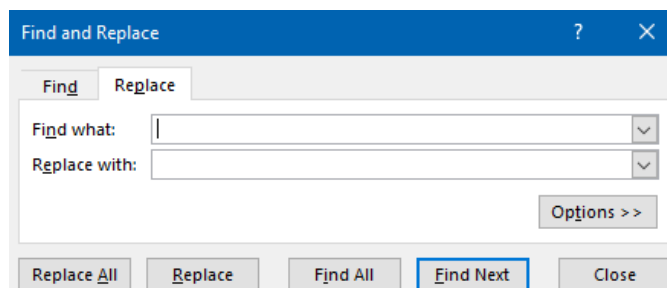 Find and Replace ?
Find Replace
Find what:
Replace with:
Options >>
Replace All Replace Find All Find Next Close